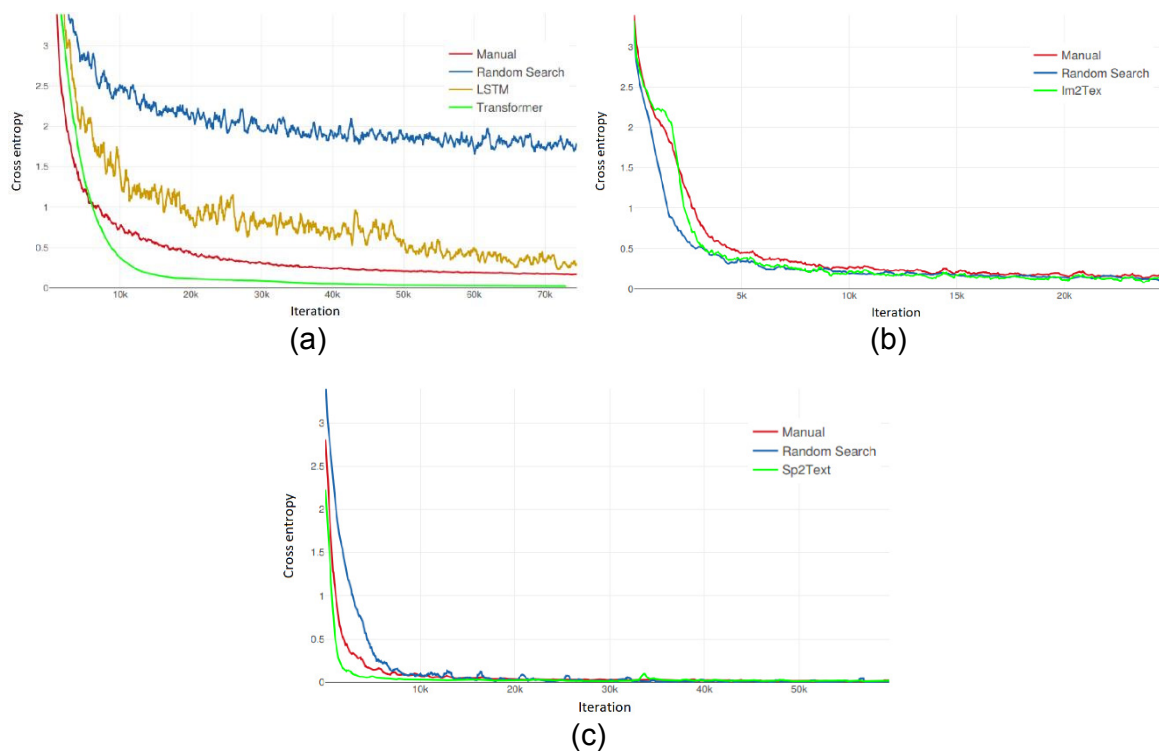 3
2.5
2
1.5
1
0.5
0
10k
20k
30k
40k
50k
60k
70k
Cross entropy
Iteration
Manual
Random Search
LSTM
Transformer
(a)
3
2.5
2
1.5
1
0.5
0
5k
10k
15k
20k
Cross entropy
Iteration
Manual
Random Search
Im2Tex
(b)
3
2.5
2
1.5
1
0.5
0
10k
20k
30k
40k
50k
Cross entropy
Iteration
Manual
Random Search
Sp2Text
(c)